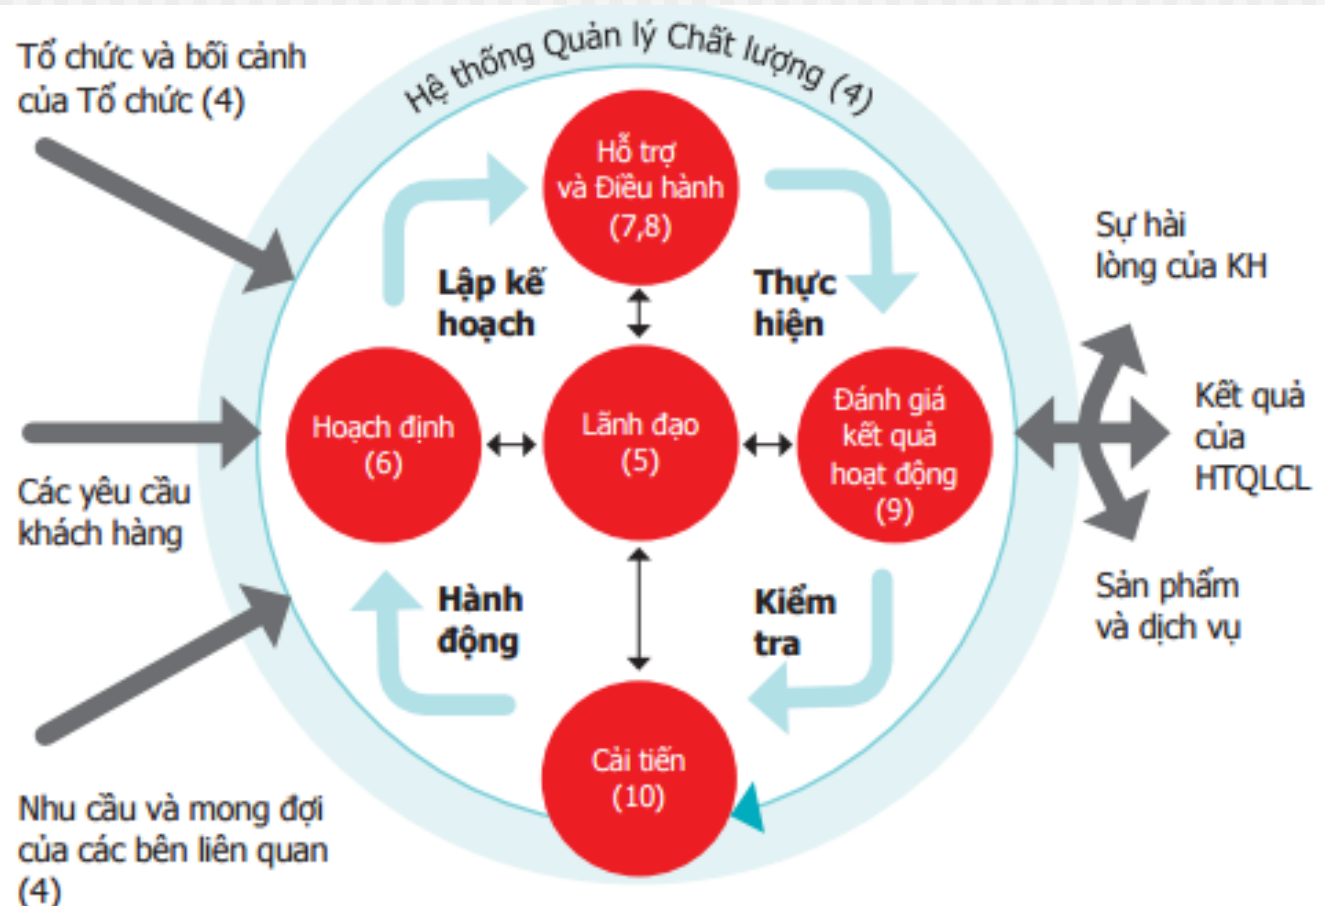 Tổ chức và bối cảnh
của Tổ chức (4)
Hệ thống Quản lý Chất lượng (4)
Hỗ trợ
và Điều hành
(7,8)
Sự hài
lòng của KH
Lập kế
hoạch
Thực
hiện
Hoạch định
(6)
Lãnh đạo
(5)
Đánh giá
kết quả
hoạt động
(9)
Kết quả
của
HTQLCL
Các yêu cầu
khách hàng
Hành
động
Kiểm
tra
Sản phẩm
và dịch vụ
Cải tiến
(10)
Nhu cầu và mong đợi
của các bên liên quan
(4)